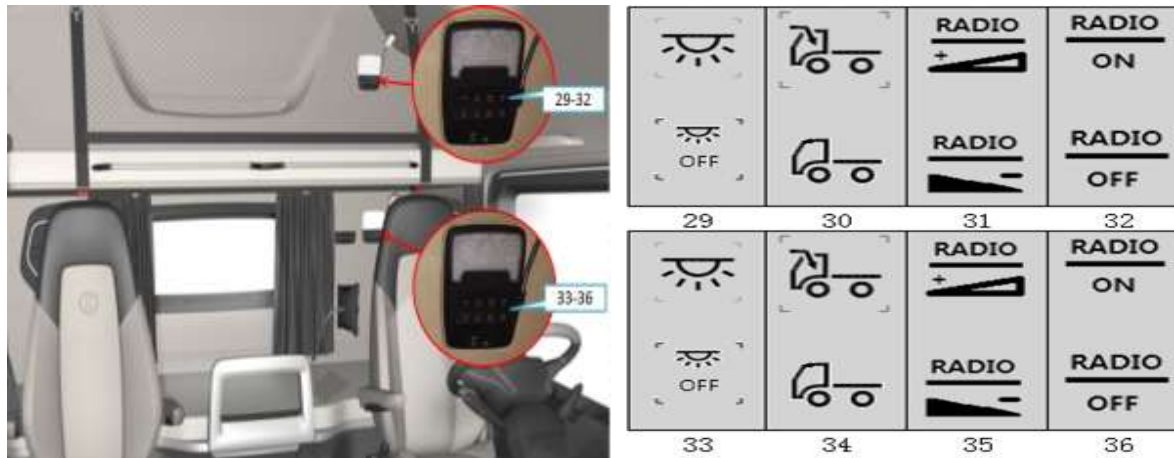 29-32
33-36
RADIO
+
RADIO
ON
OFF
RADIO
RADIO
OFF
29
30
31
32
RADIO
+
RADIO
ON
OFF
RADIO
RADIO
OFF
33
34
35
36